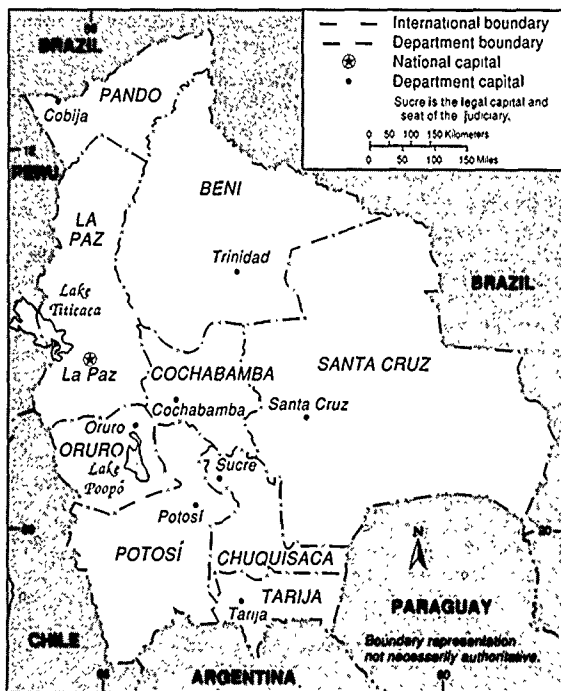 International boundary
Department boundary
National capital
Department capital
Sucre is the legal capital and
seat of the judiciary.
0 50 100 150 Kilometers
0 50 100 150 Miles
BRAZIL
PANDO
Cobija
PERU
BENI
LA
PAZ
Trinidad
BRAZIL
Lake
Titicaca
La Paz
COCHABAMBA
Cochabamba
SANTA CRUZ
Santa Cruz
Oruro
ORURO
Lake
Poopó
Sucre
Potosí
POTOSÍ
CHUQUISACA
N
20
TARIJA
Tarija
PARAGUAY
CHILE
Boundary representation
not necessarily authoritative.
ARGENTINA